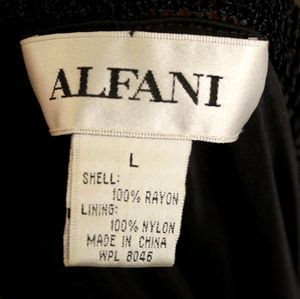 ALFANI
L
SHELL:
100% RAYON
LINING:
100% NYLON
MADE IN CHINA
WPL 8046